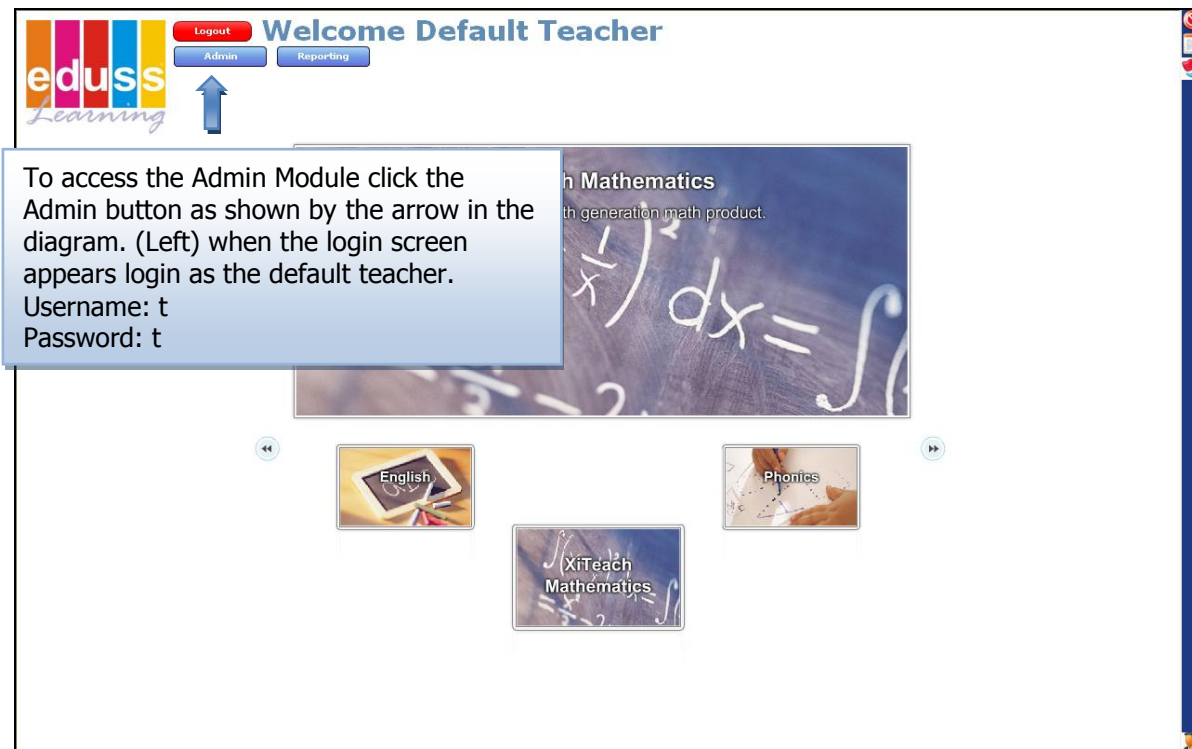 Logout
Welcome Default Teacher
Admin
Reporting
eduss
Learning
To access the Admin Module click the
Admin button as shown by the arrow in the
diagram. (Left) when the login screen
appears login as the default teacher.
Username: t
Password: t
h Mathematics
th generation math product.
dx = ∫
English
Phonics
XiTeach
Mathematics